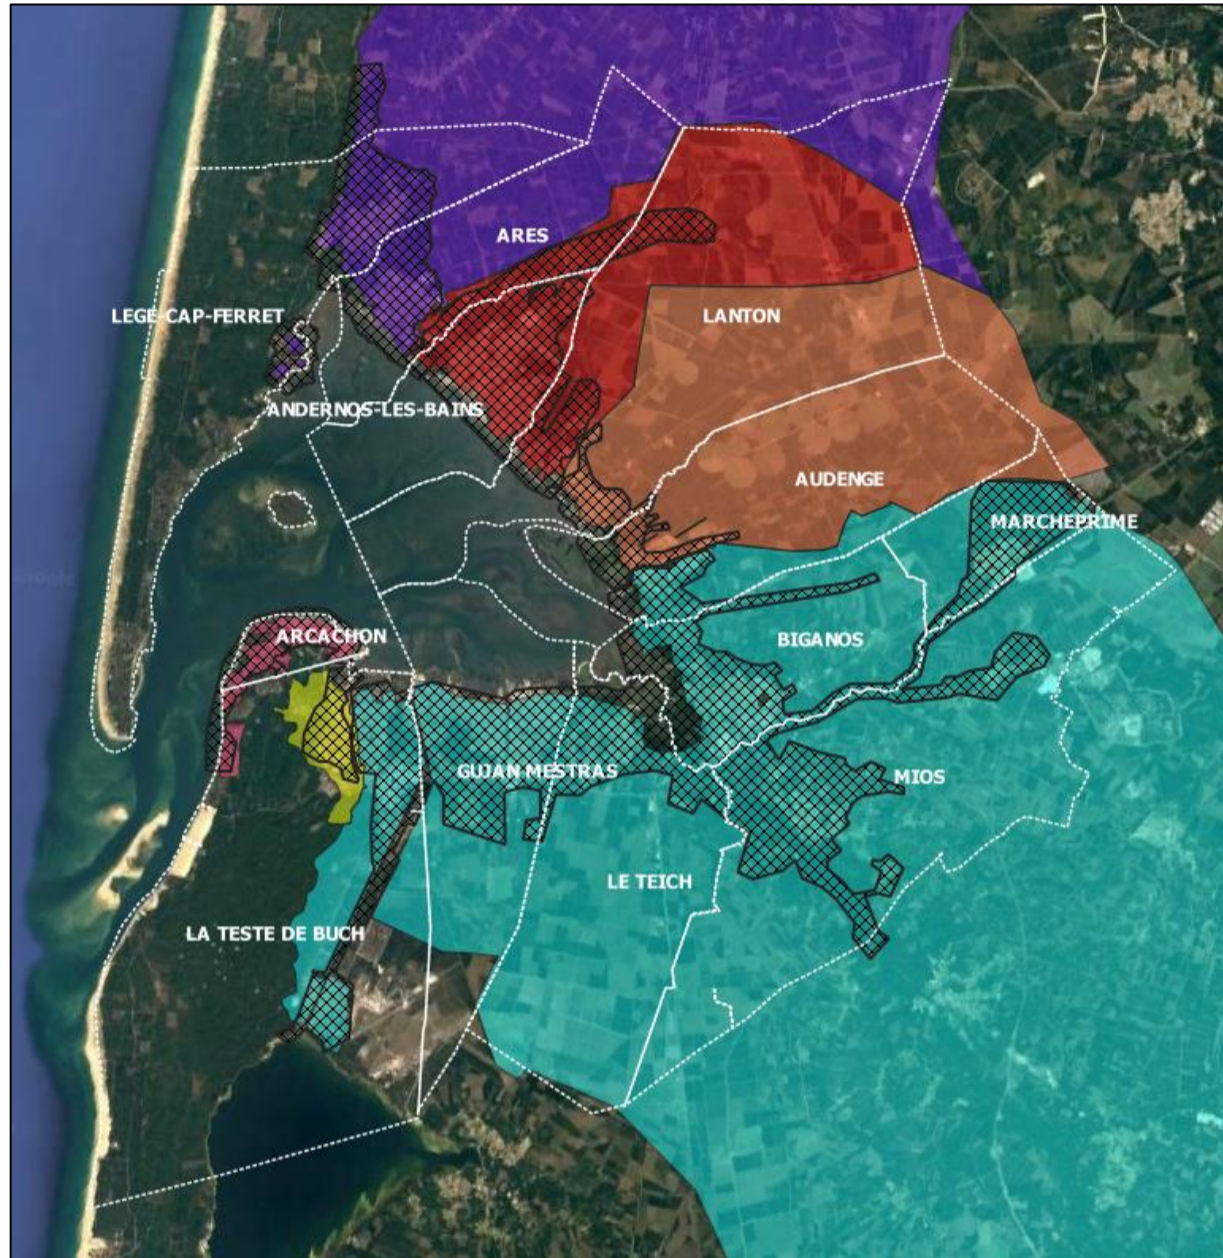 ARES
LEGE-CAP-FERRET
LANTON
ANDERNOS-LES-BAINS
AUDENGE
MARCHEPRIME
ARCACHON
BIGANOS
GUJAN MESTRAS
MIOS
LE TEICH
LA TESTE DE BUCH